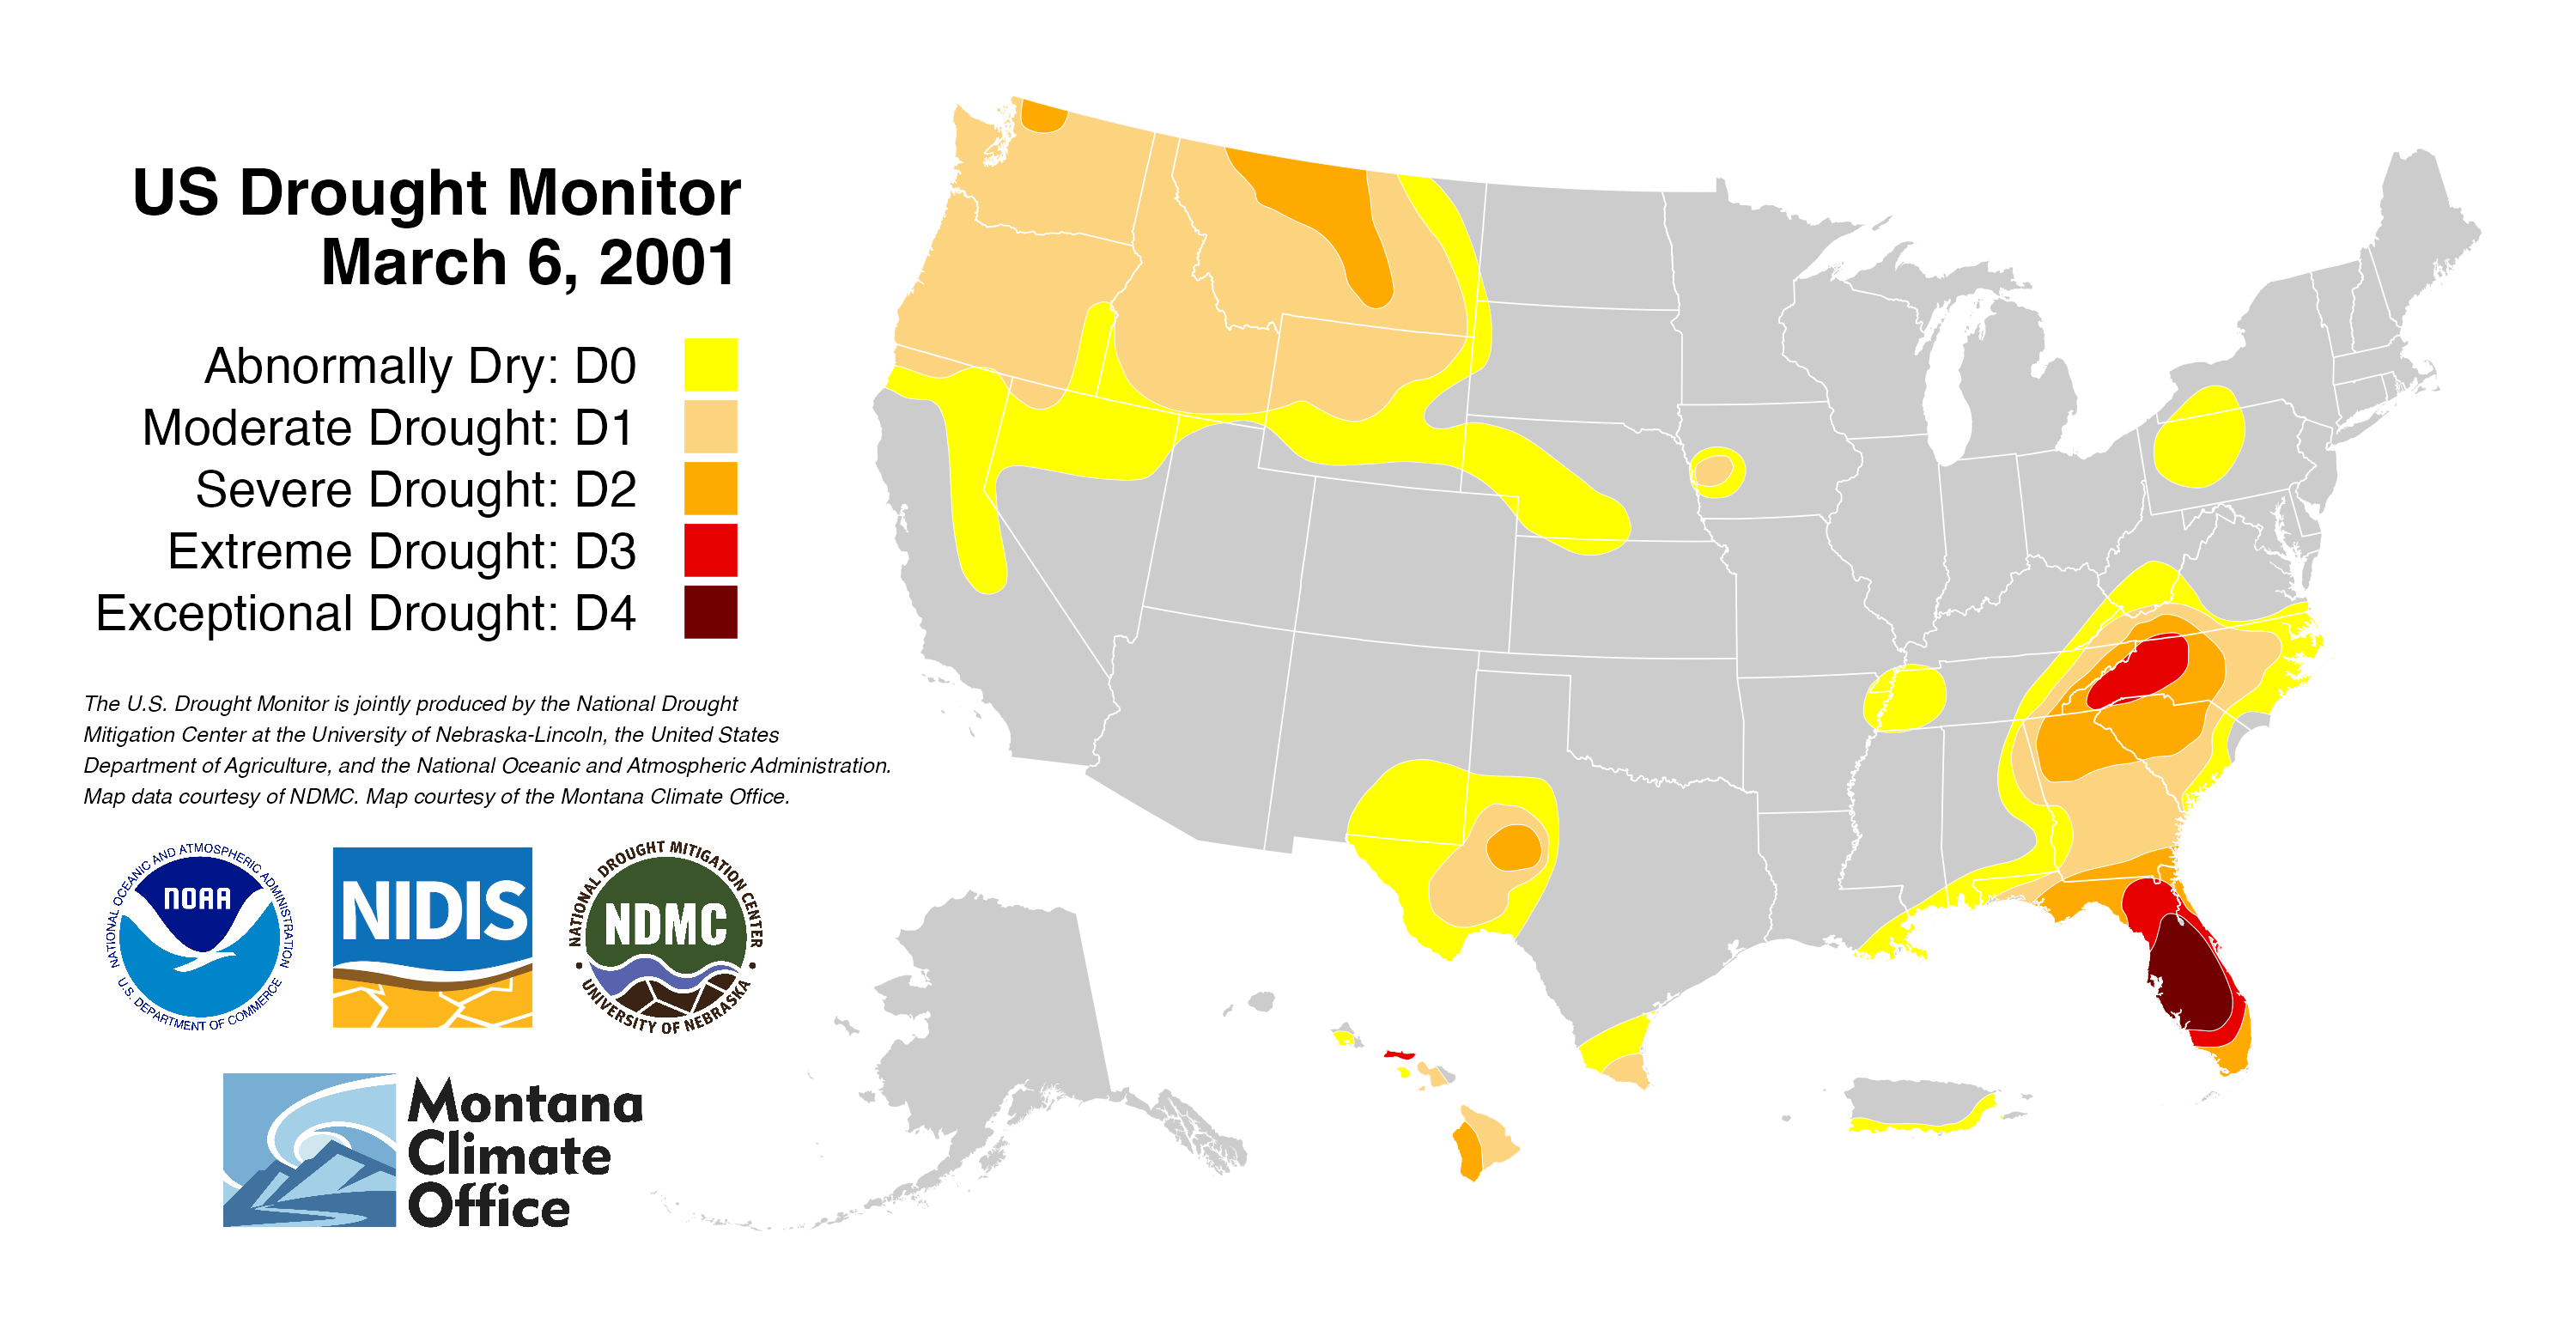 US Drought Monitor
March 6, 2001
Abnormally Dry: D0
Moderate Drought: D1
Severe Drought: D2
Extreme Drought: D3
Exceptional Drought: D4
The U.S. Drought Monitor is jointly produced by the National Drought
Mitigation Center at the University of Nebraska-Lincoln, the United States
Department of Agriculture, and the National Oceanic and Atmospheric Administration.
Map data courtesy of NDMC. Map courtesy of the Montana Climate Office.
NATIONAL OCEANIC AND ATMOSPHERIC ADMINISTRATION
NOAA
U.S. DEPARTMENT OF COMMERCE
NIDIS
NATIONAL DROUGHT MITIGATION CENTER
NDMC
UNIVERSITY OF NEBRASKA
Montana
Climate
Office